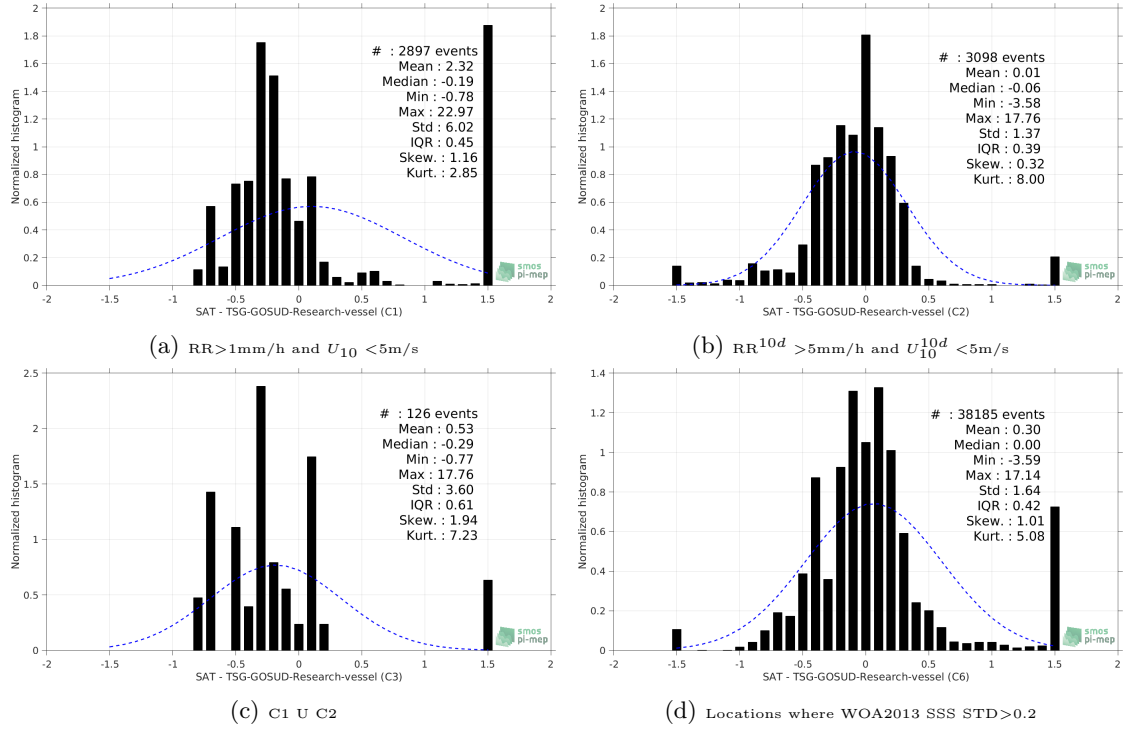 Normalized histogram
2
1.8
1.6
1.4
1.2
1
0.8
0.6
0.4
0.2
0
# : 2897 events
Mean : 2.32
Median : -0.19
Min : -0.78
Max : 22.97
Std : 6.02
IQR : 0.45
Skew. : 1.16
Kurt. : 2.85
smos
pi-mep
-2 -1.5 -1 -0.5 0 0.5 1 1.5 2
SAT - TSG-GOSUD-Research-vessel (C1)
(a) RR>1mm/h and U10 <5m/s
Normalized histogram
2
1.8
1.6
1.4
1.2
1
0.8
0.6
0.4
0.2
0
# : 3098 events
Mean : 0.01
Median : -0.06
Min : -3.58
Max : 17.76
Std : 1.37
IQR : 0.39
Skew. : 0.32
Kurt. : 8.00
smos
pi-mep
-2 -1.5 -1 -0.5 0 0.5 1 1.5 2
SAT - TSG-GOSUD-Research-vessel (C2)
(b) RR^10d >5mm/h and U10^10d <5m/s
Normalized histogram
2.5
2
1.5
1
0.5
0
# : 126 events
Mean : 0.53
Median : -0.29
Min : -0.77
Max : 17.76
Std : 3.60
IQR : 0.61
Skew. : 1.94
Kurt. : 7.23
smos
pi-mep
-2 -1.5 -1 -0.5 0 0.5 1 1.5 2
SAT - TSG-GOSUD-Research-vessel (C3)
(c) C1 U C2
Normalized histogram
1.4
1.2
1
0.8
0.6
0.4
0.2
0
# : 38185 events
Mean : 0.30
Median : 0.00
Min : -3.59
Max : 17.14
Std : 1.64
IQR : 0.42
Skew. : 1.01
Kurt. : 5.08
smos
pi-mep
-2 -1.5 -1 -0.5 0 0.5 1 1.5 2
SAT - TSG-GOSUD-Research-vessel (C6)
(d) Locations where WOA2013 SSS STD>0.2